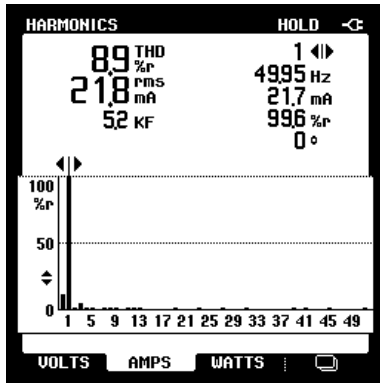 HARMONICS HOLD
8.9 THD %r
21.8 rms mA
5.2 KF
1
49.95 Hz
21.7 mA
99.6 %r
0 °
100
%r
50
0
1 5 9 13 17 21 25 29 33 37 41 45 49
VOLTS AMPS WATTS